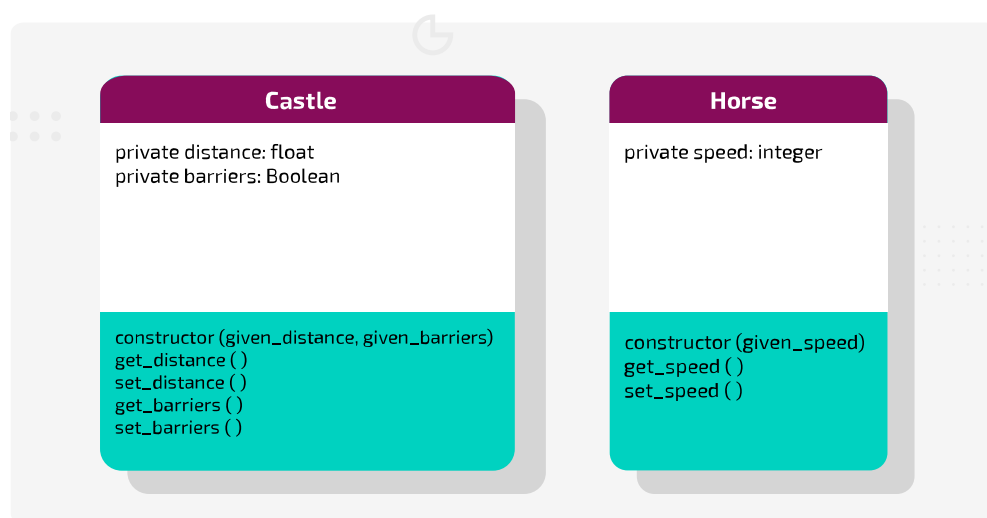 Castle
private distance: float
private barriers: Boolean
constructor (given_distance, given_barriers)
get_distance ( )
set_distance ( )
get_barriers ( )
set_barriers ( )
Horse
private speed: integer
constructor (given_speed)
get_speed ( )
set_speed ( )